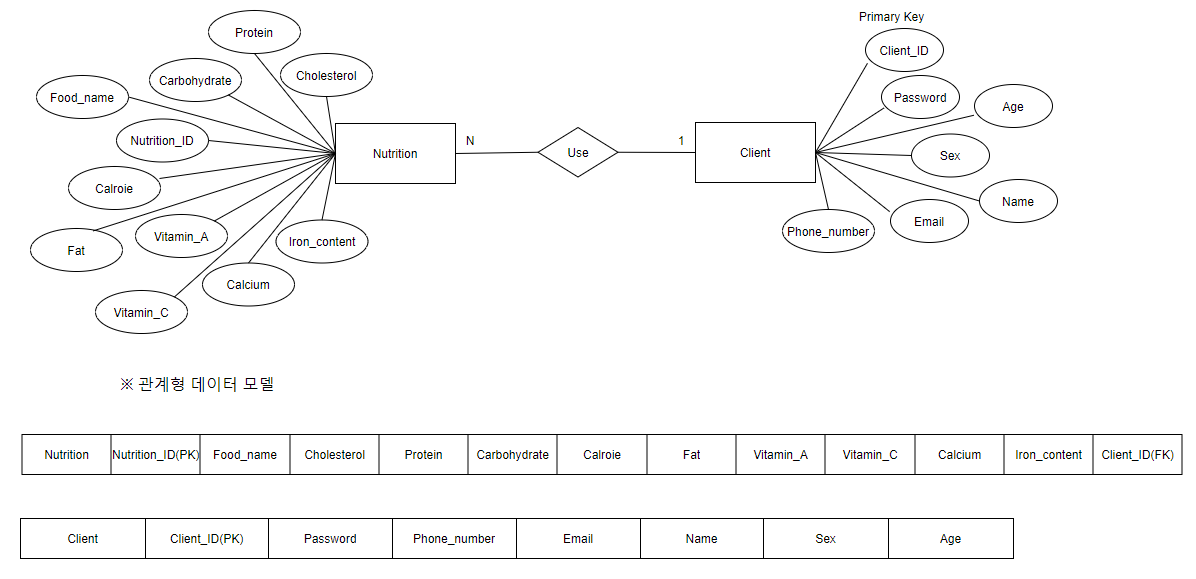 Primary Key
Protein
Client_ID
Carbohydrate
Cholesterol
Food_name
Password
Age
Nutrition_ID
N
1
Nutrition
Use
Client
Sex
Calroie
Name
Fat
Vitamin_A
Iron_content
Phone_number
Email
Calcium
Vitamin_C
※ 관계형 데이터 모델
Nutrition Nutrition_ID(PK) Food_name Cholesterol Protein Carbohydrate Calroie Fat Vitamin_A Vitamin_C Calcium Iron_content Client_ID(FK)
Client Client_ID(PK) Password Phone_number Email Name Sex Age